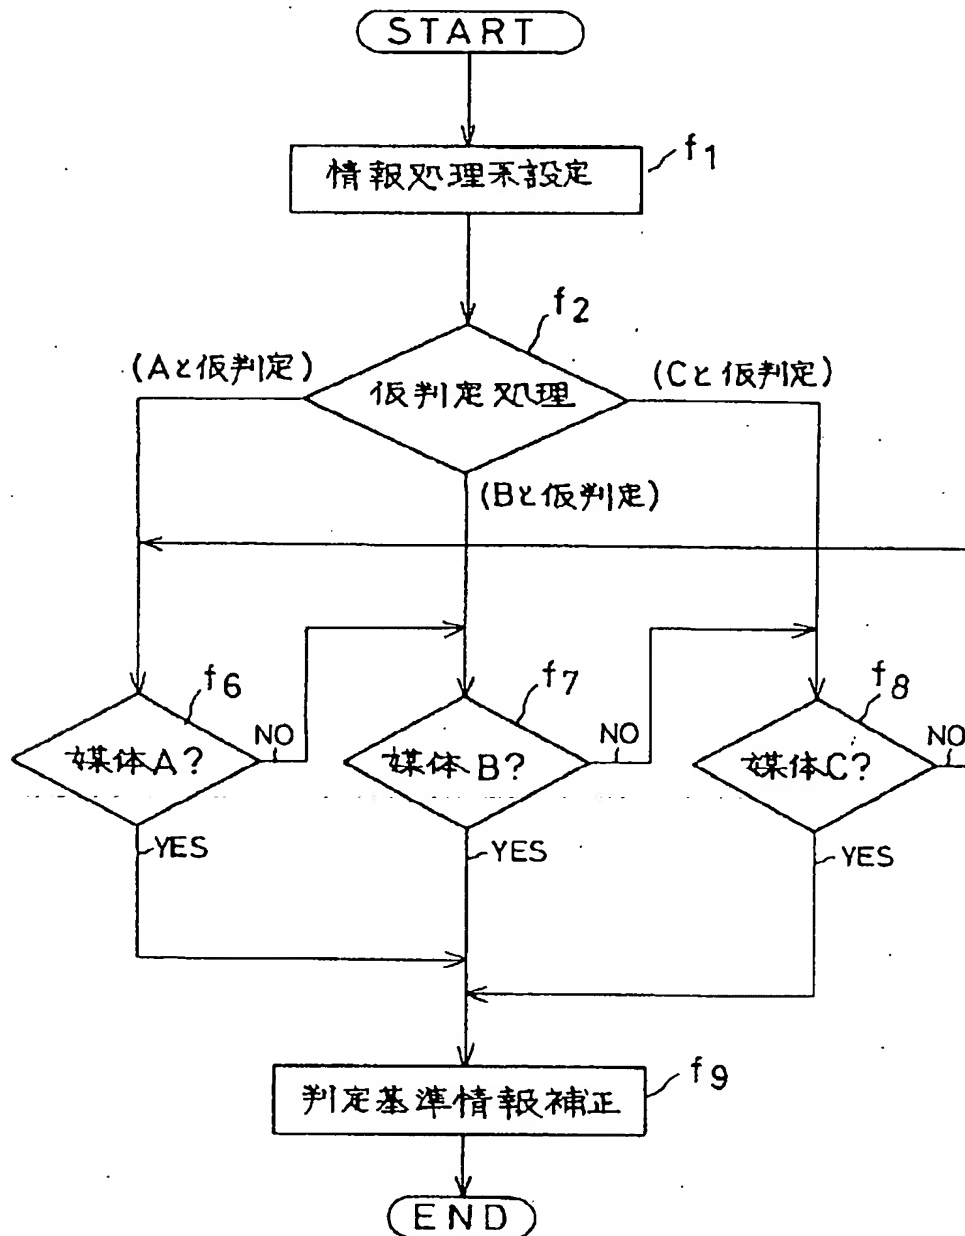 START
情報処理系設定
f1
f2
(Aと仮判定)
仮判定処理
(Cと仮判定)
(Bと仮判定)
f6
f7
f8
媒体A?
NO
媒体B?
NO
媒体C?
NO
YES
YES
YES
判定基準情報補正
f9
END